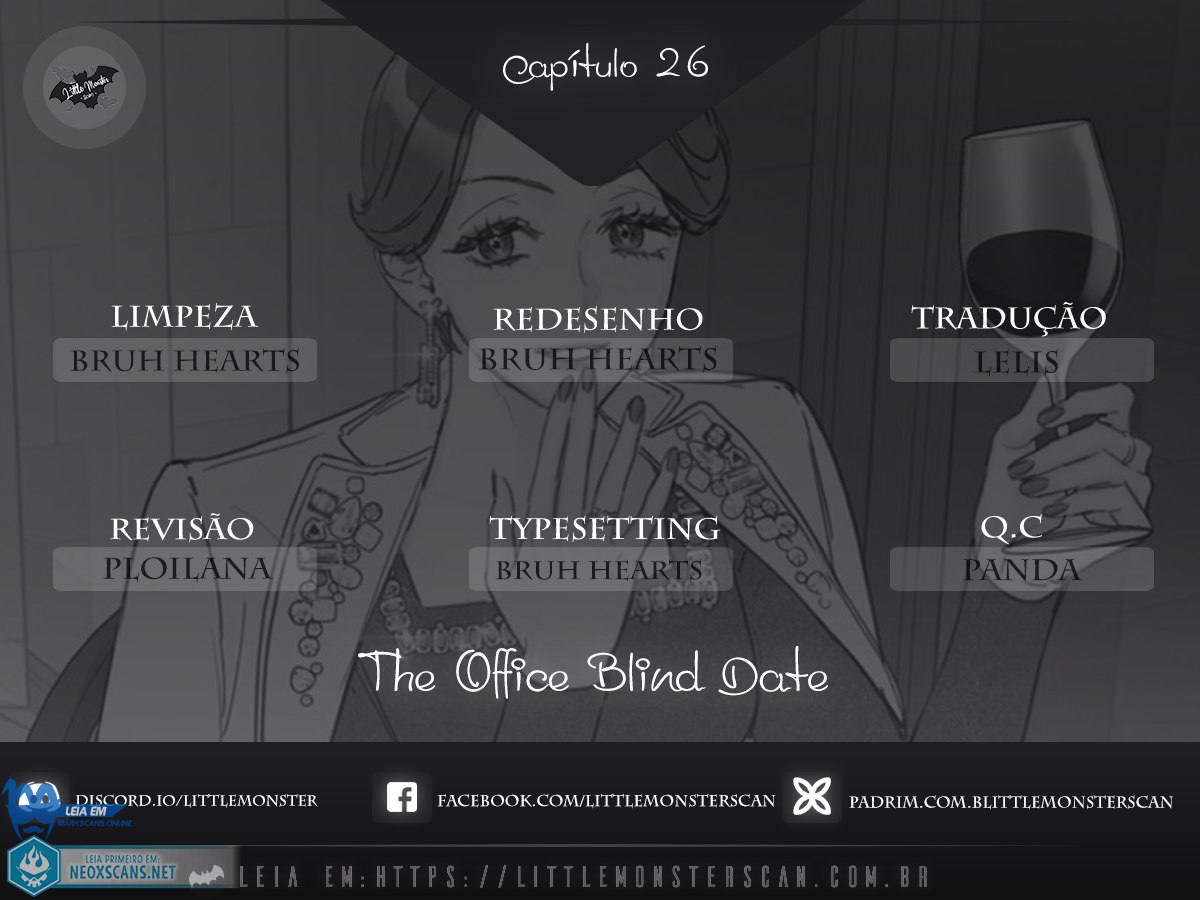 Capítulo 26
Little Monster
LIMPEZA
BRUH HEARTS
REDESENHO
BRUH HEARTS
TRADUÇÃO
LELIS
REVISÃO
PLOILANA
TYPESETTING
BRUH HEARTS
Q.C
PANDA
The Office Blind Date
DISCORD.IO/LITTLEMONSTER
FACEBOOK.COM/LITTLEMONSTERSCAN
PADRIM.COM.BLITTLEMONSTERSCAN
LEIA EM
MARKSCANS.ONLINE
LEIA PRIMEIRO EM:
NEOXSCANS.NET
LEIA EM:HTTPS://LITTLEMONSTERSCAN.COM.BR